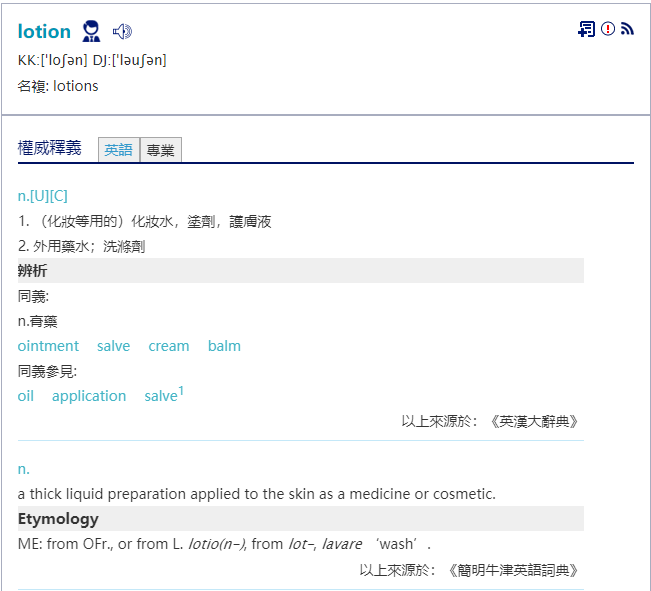 lotion
KK:[ˈloʃən] DJ:[ˈləuʃən]
名複: lotions
權威釋義 英語 專業
n.[U][C]
1. （化妝等用的）化妝水，塗劑，護膚液
2. 外用藥水；洗滌劑
辨析
同義:
n.膏藥
ointment salve cream balm
同義參見:
oil application salve1
以上來源於：《英漢大辭典》
n.
a thick liquid preparation applied to the skin as a medicine or cosmetic.
Etymology
ME: from OFr., or from L. lotio(n-), from lot-, lavare ‘wash’.
以上來源於：《簡明牛津英語詞典》